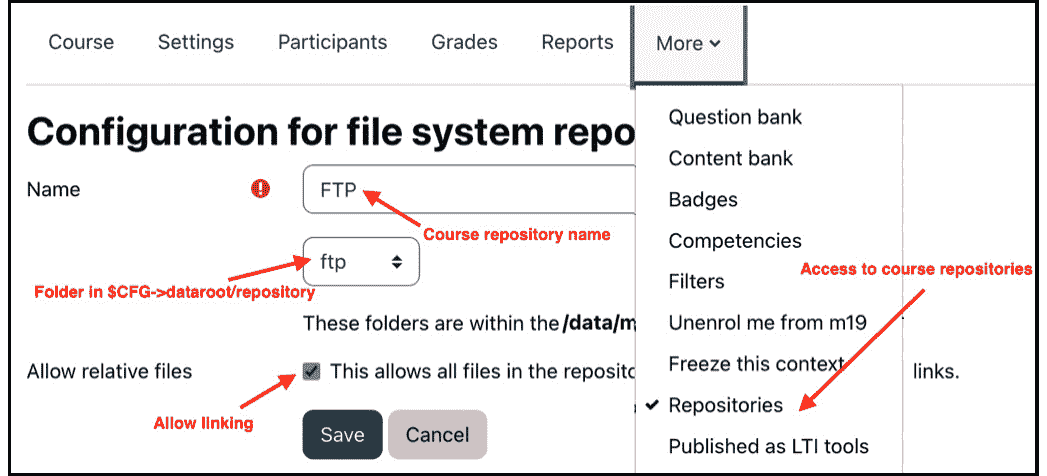 Course Settings Participants Grades Reports More
Question bank
Configuration for file system repo
Content bank
Name
FTP
Badges
Course repository name
Competencies
ftp
Access to course repositories
Filters
Folder in $CFG->dataroot/repository
These folders are within the /data/m
Unenrol me from m19
Freeze this context
Allow relative files
This allows all files in the reposito
links.
Allow linking
Repositories
Save Cancel
Published as LTI tools